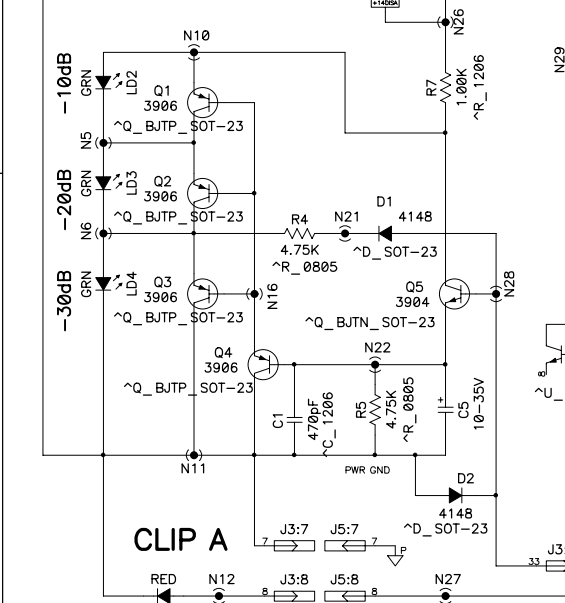 +14DISA
N26
N10
N29
-10dB
GRN
LD2
Q1
3906
^Q_BJTP_SOT-23
R7
1.00K
^R_1206
N5
-20dB
GRN
LD3
Q2
3906
^Q_BJTP_SOT-23
N6
R4
4.75K
^R_0805
N21
D1
4148
^D_SOT-23
-30dB
GRN
LD4
Q3
3906
^Q_BJTP_SOT-23
N16
Q5
3904
^Q_BJTN_SOT-23
N28
Q4
3906
^Q_BJTP_SOT-23
N22
C1
470pF
^C_1206
R5
4.75K
^R_0805
+
C5
10-35V
8
^U_
N11
PWR GND
D2
4148
^D_SOT-23
CLIP A
J3:7
J5:7
7
7
P
33
J3:
RED
N12
J3:8
J5:8
8
8
N27